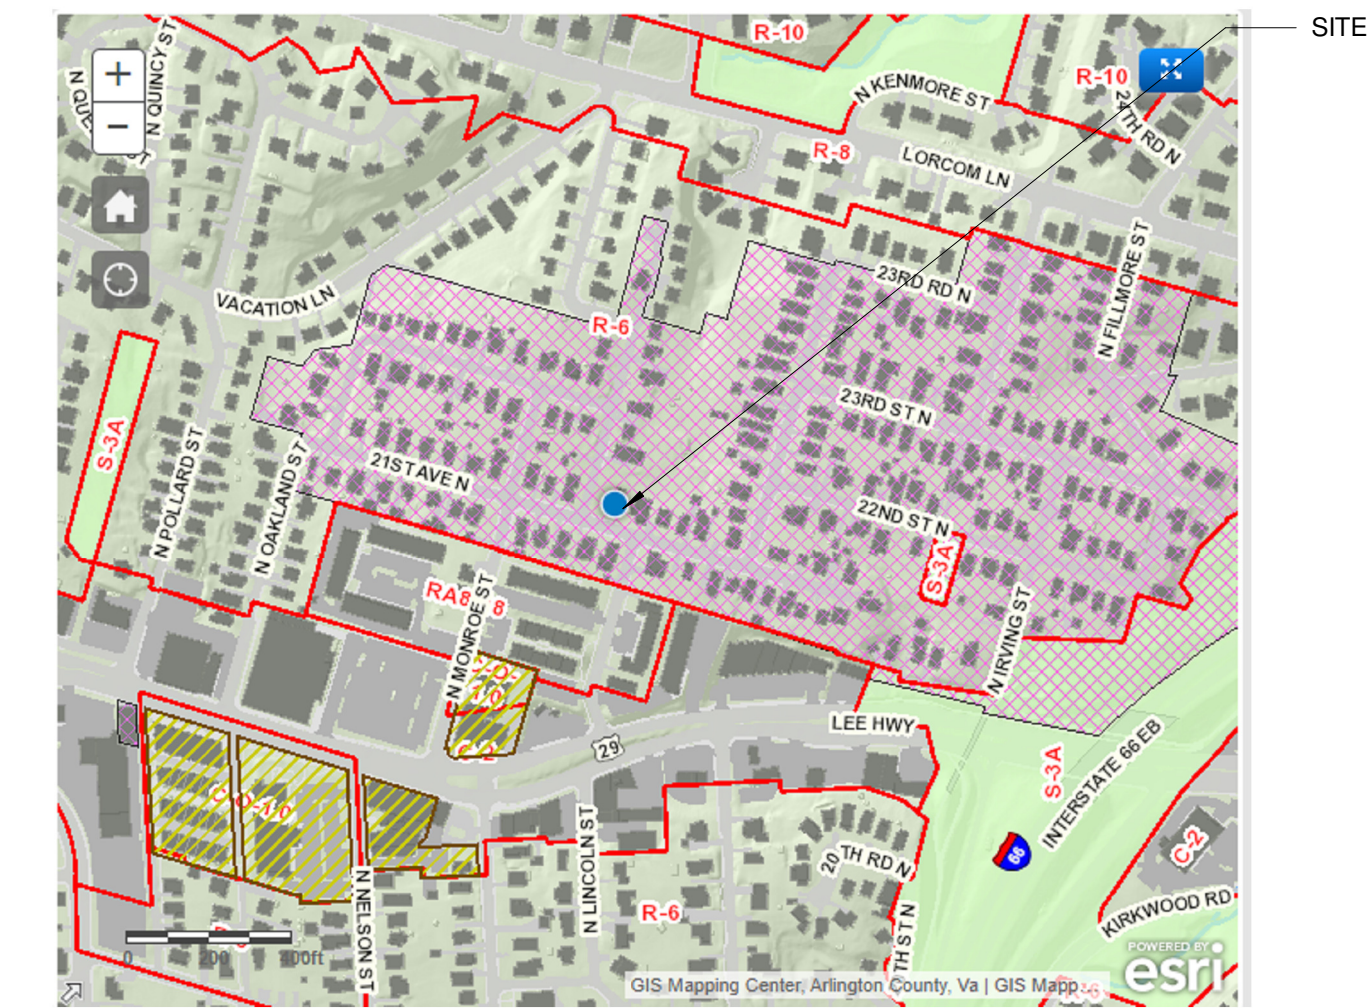 SITE
R-10
N QUINCY ST
+
−
R-10
N KENMORE ST
24TH RD N
R-8
LORCOM LN
N FILLMORE ST
23RD RD N
VACATION LN
R-6
23RD ST N
S-3A
N POLLARD ST
N OAKLAND ST
21ST AVE N
22ND ST N
S-3A
N IRVING ST
N MONROE ST
LEE HWY
29
S-3A
INTERSTATE 66 EB
66
C-2
N LINCOLN ST
20TH RD N
N NELSON ST
R-6
KIRKWOOD RD
0 200 400ft
POWERED BY
esri
GIS Mapping Center, Arlington County, Va | GIS Mapp...